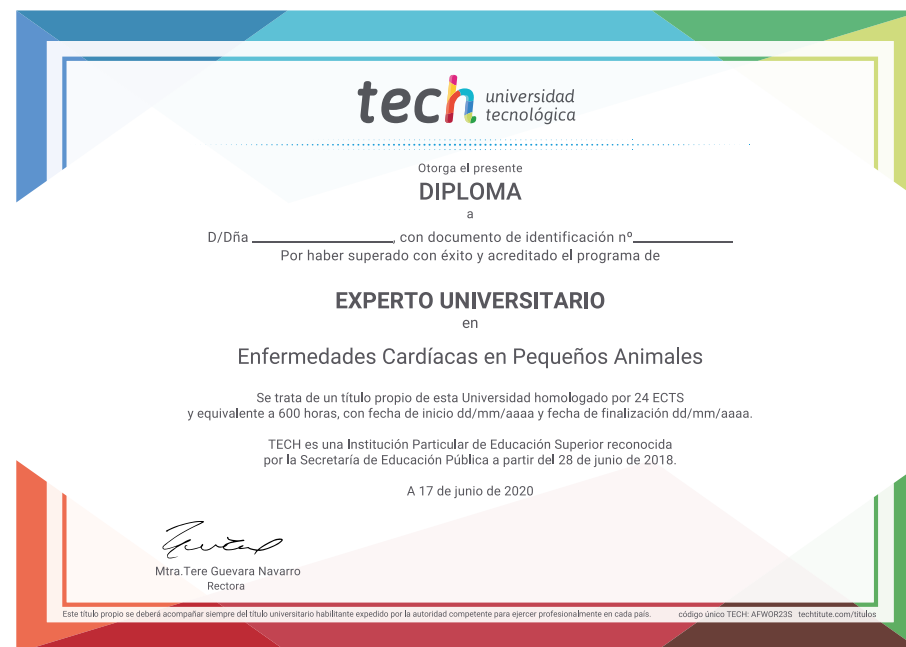 tech universidad
tecnológica
Otorga el presente
DIPLOMA
a
D/Dña ____________________, con documento de identificación nº______________
Por haber superado con éxito y acreditado el programa de
EXPERTO UNIVERSITARIO
en
Enfermedades Cardíacas en Pequeños Animales
Se trata de un título propio de esta Universidad homologado por 24 ECTS
y equivalente a 600 horas, con fecha de inicio dd/mm/aaaa y fecha de finalización dd/mm/aaaa.
TECH es una Institución Particular de Educación Superior reconocida
por la Secretaría de Educación Pública a partir del 28 de junio de 2018.
A 17 de junio de 2020
Mtra.Tere Guevara Navarro
Rectora
Este título propio se deberá acompañar siempre del título universitario habilitante expedido por la autoridad competente para ejercer profesionalmente en cada país. código único TECH: AFWOR23S techtitute.com/titulos